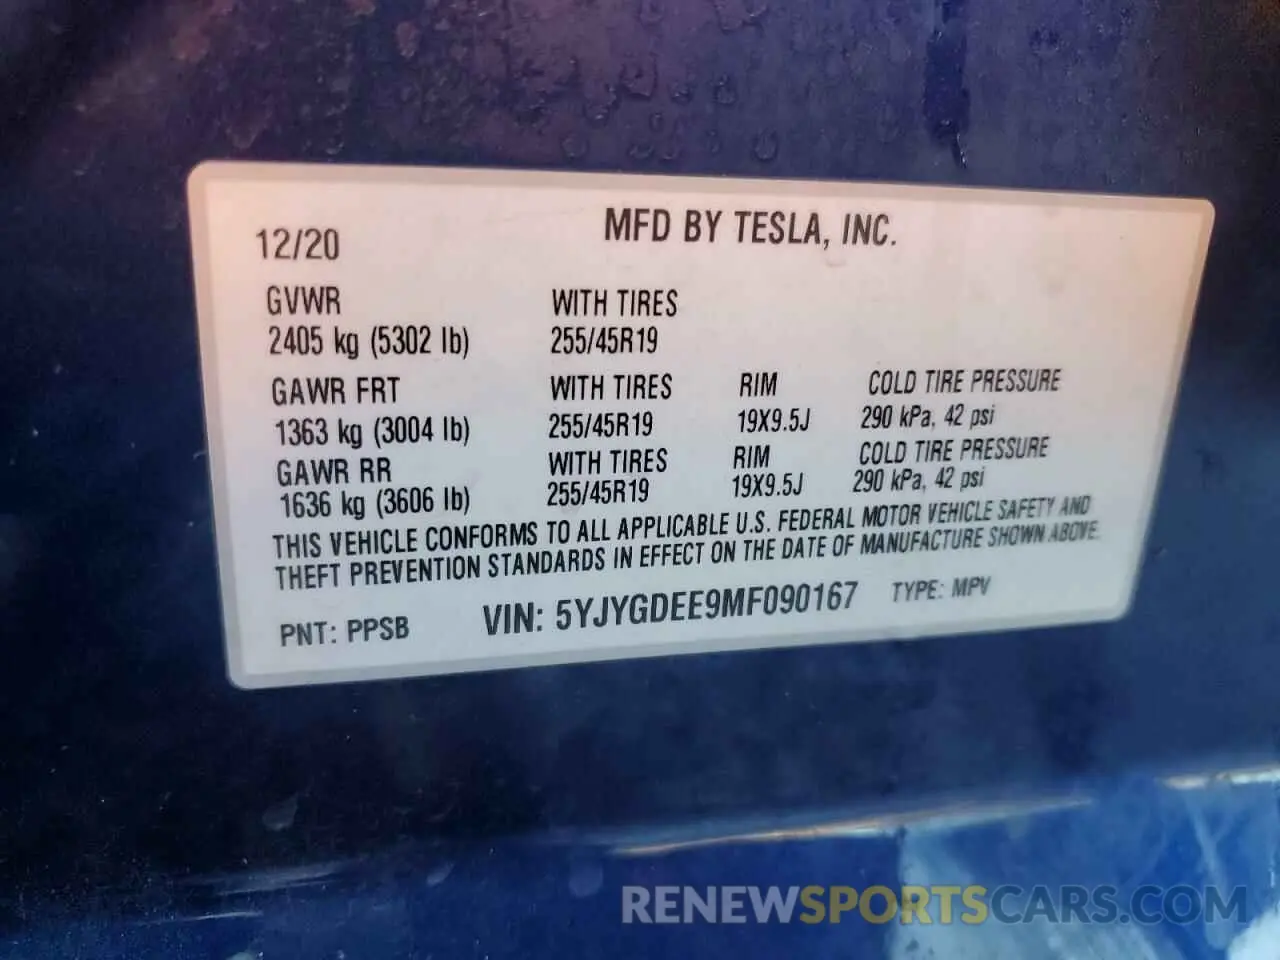 12/20 MFD BY TESLA, INC.
GVWR WITH TIRES
2405 kg (5302 lb) 255/45R19
GAWR FRT WITH TIRES RIM COLD TIRE PRESSURE
1363 kg (3004 lb) 255/45R19 19X9.5J 290 kPa, 42 psi
GAWR RR WITH TIRES RIM COLD TIRE PRESSURE
1636 kg (3606 lb) 255/45R19 19X9.5J 290 kPa, 42 psi
THIS VEHICLE CONFORMS TO ALL APPLICABLE U.S. FEDERAL MOTOR VEHICLE SAFETY AND
THEFT PREVENTION STANDARDS IN EFFECT ON THE DATE OF MANUFACTURE SHOWN ABOVE.
PNT: PPSB VIN: 5YJYGDEE9MF090167 TYPE: MPV
RENEWSPORTSCARS.COM